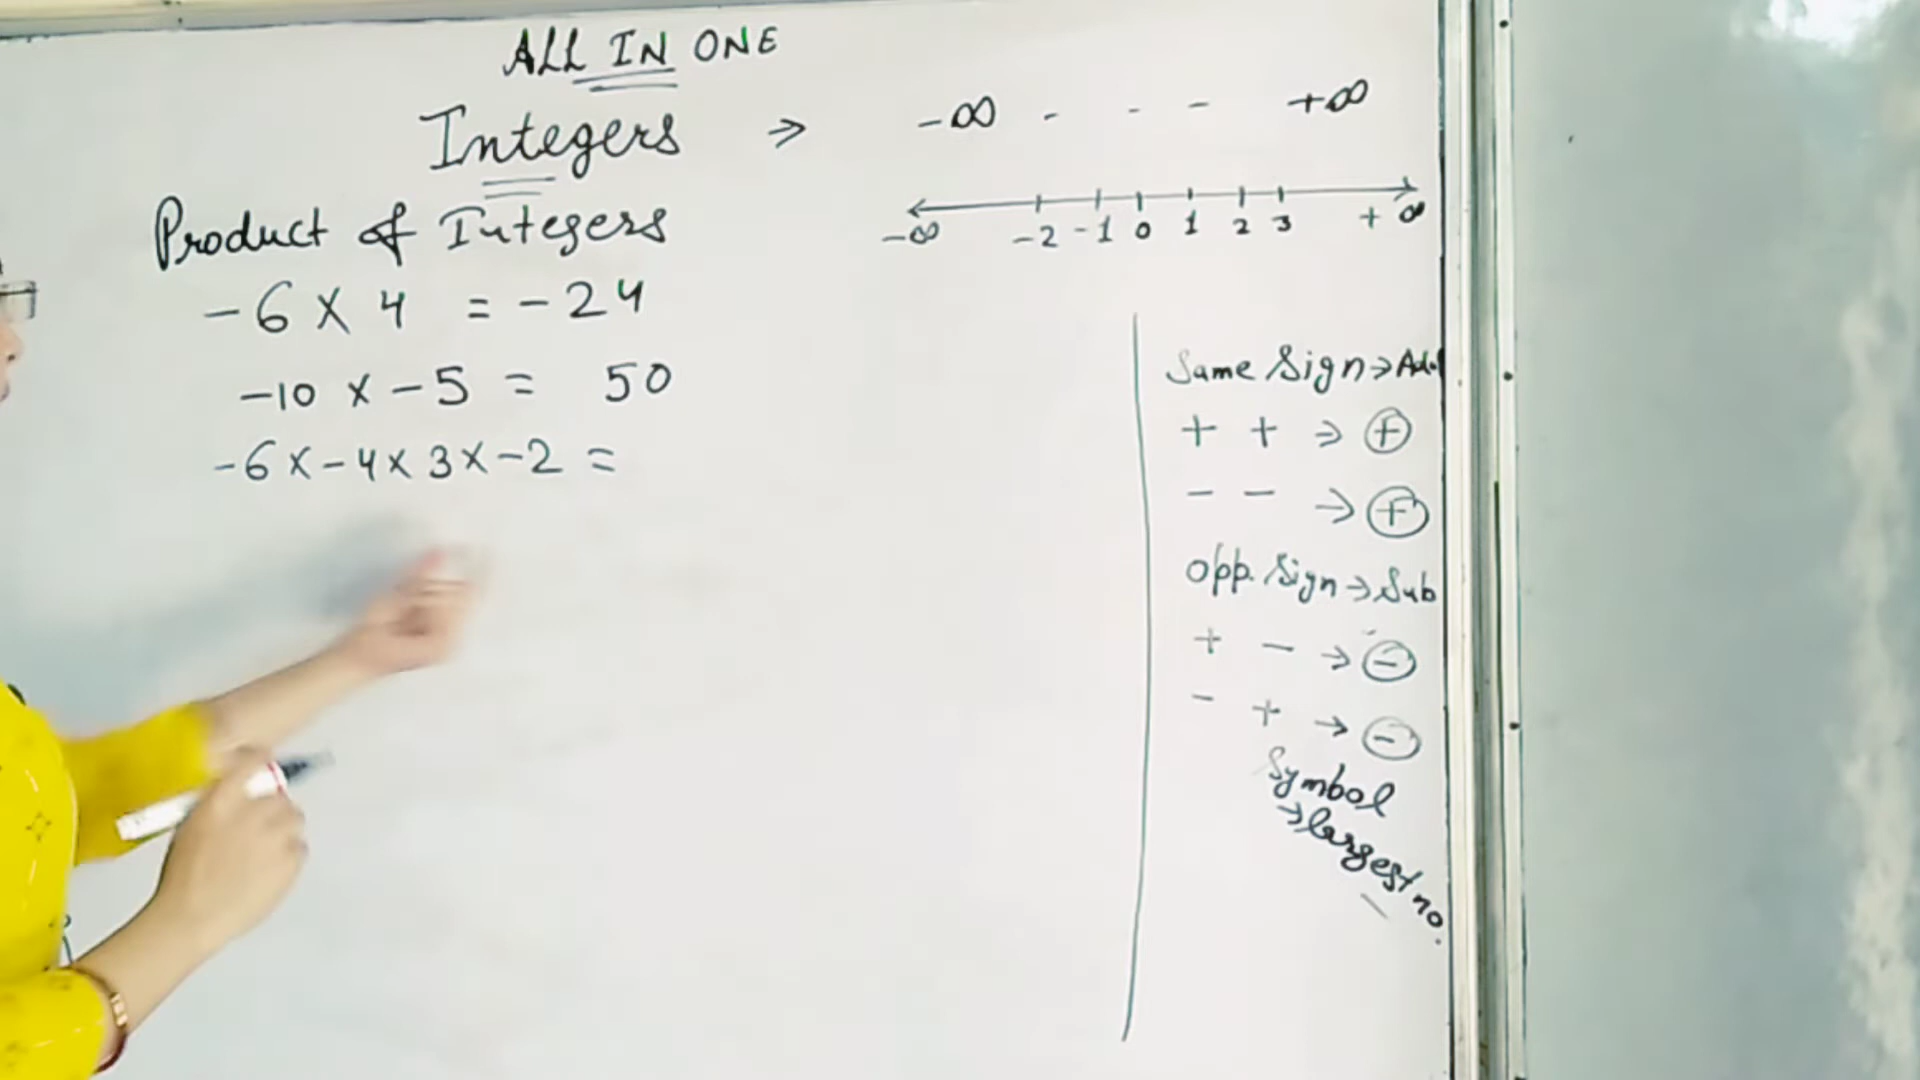 ALL IN ONE
Integers ⇒ -∞ - - - +∞
-∞ -2 -1 0 1 2 3 +∞
Product of Integers
-6 X 4 = -24
-10 x -5 = 50
-6 x -4 x 3 x -2 =
Same Sign → Add
+ + ⇒ +
- - → +
Opp. Sign → Sub
+ - → -
- + → -
Symbol
→ largest no.